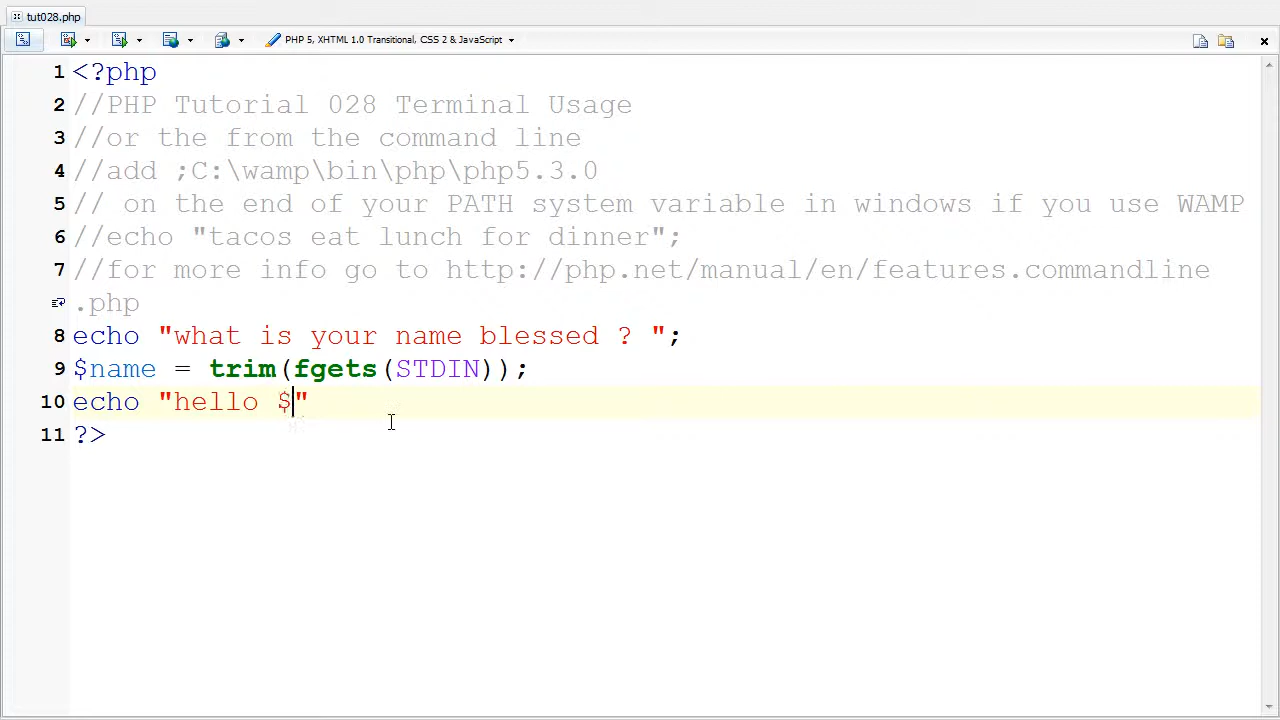 tut028.php
PHP 5, XHTML 1.0 Transitional, CSS 2 & JavaScript
1 <?php
2 //PHP Tutorial 028 Terminal Usage
3 //or the from the command line
4 //add ;C:\wamp\bin\php\php5.3.0
5 // on the end of your PATH system variable in windows if you use WAMP
6 //echo "tacos eat lunch for dinner";
7 //for more info go to http://php.net/manual/en/features.commandline
.php
8 echo "what is your name blessed ? ";
9 $name = trim(fgets(STDIN));
10 echo "hello $"
11 ?>